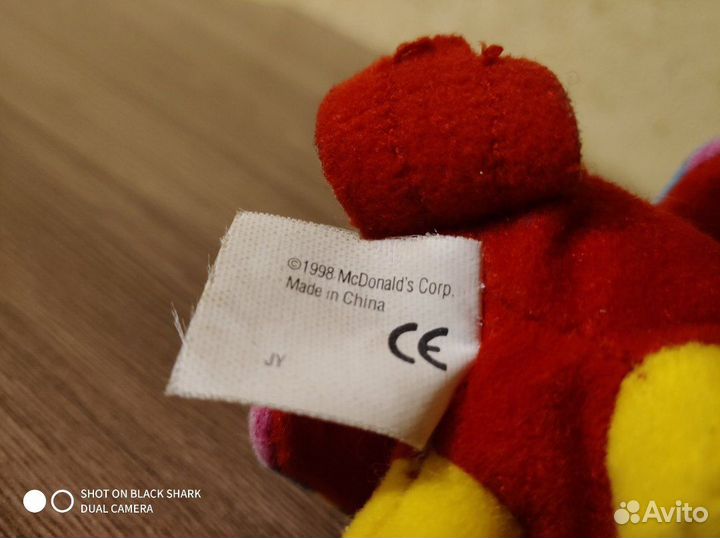 ©1998 McDonald's Corp.
Made in China
CE
JY
SHOT ON BLACK SHARK
DUAL CAMERA
Avito